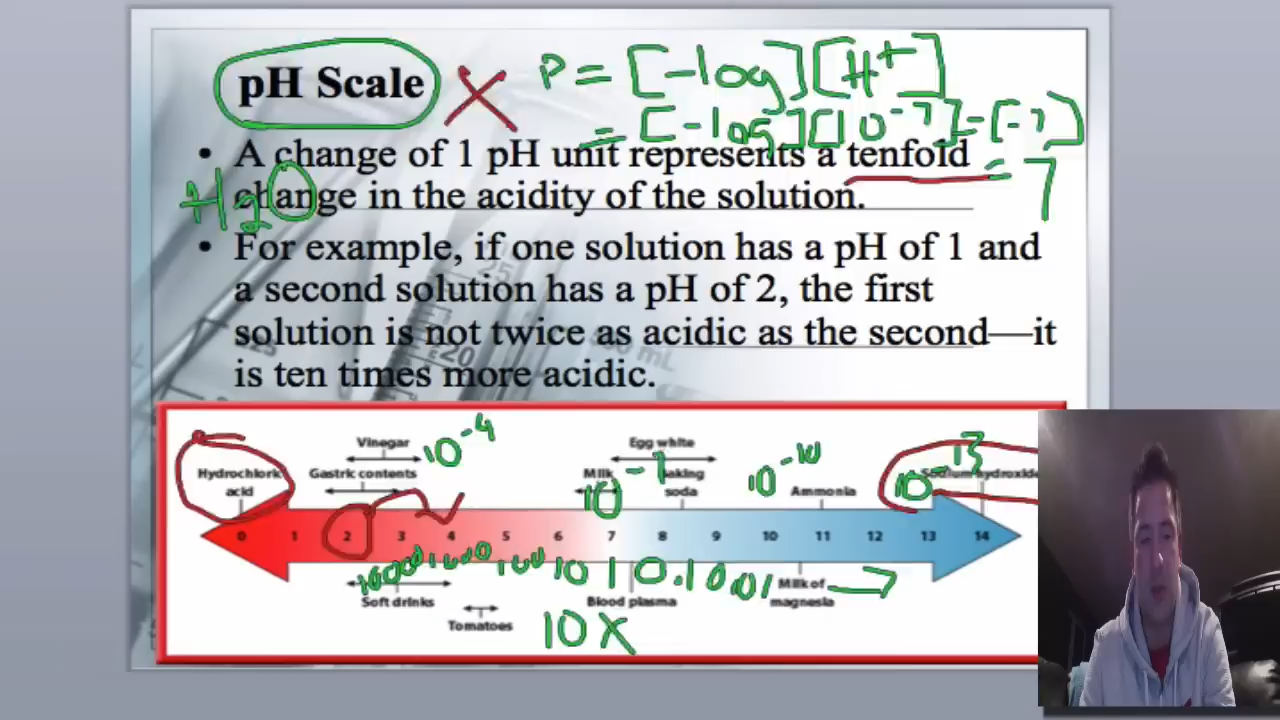 pH Scale
P = [-log][H+]
= [-log][10-7] = [-7]
= 7
• A change of 1 pH unit represents a tenfold
change in the acidity of the solution.
H2O
• For example, if one solution has a pH of 1 and
a second solution has a pH of 2, the first
solution is not twice as acidic as the second—it
is ten times more acidic.
Vinegar 10-4 Egg white 10-10 10-13
Hydrochloric acid Gastric contents Milk 10-7 Baking soda Ammonia Sodium hydroxide
0 1 2 3 4 5 6 7 8 9 10 11 12 13 14
10000 1000 100 10 1 0.1
Soft drinks Blood plasma Milk of magnesia
Tomatoes 10X